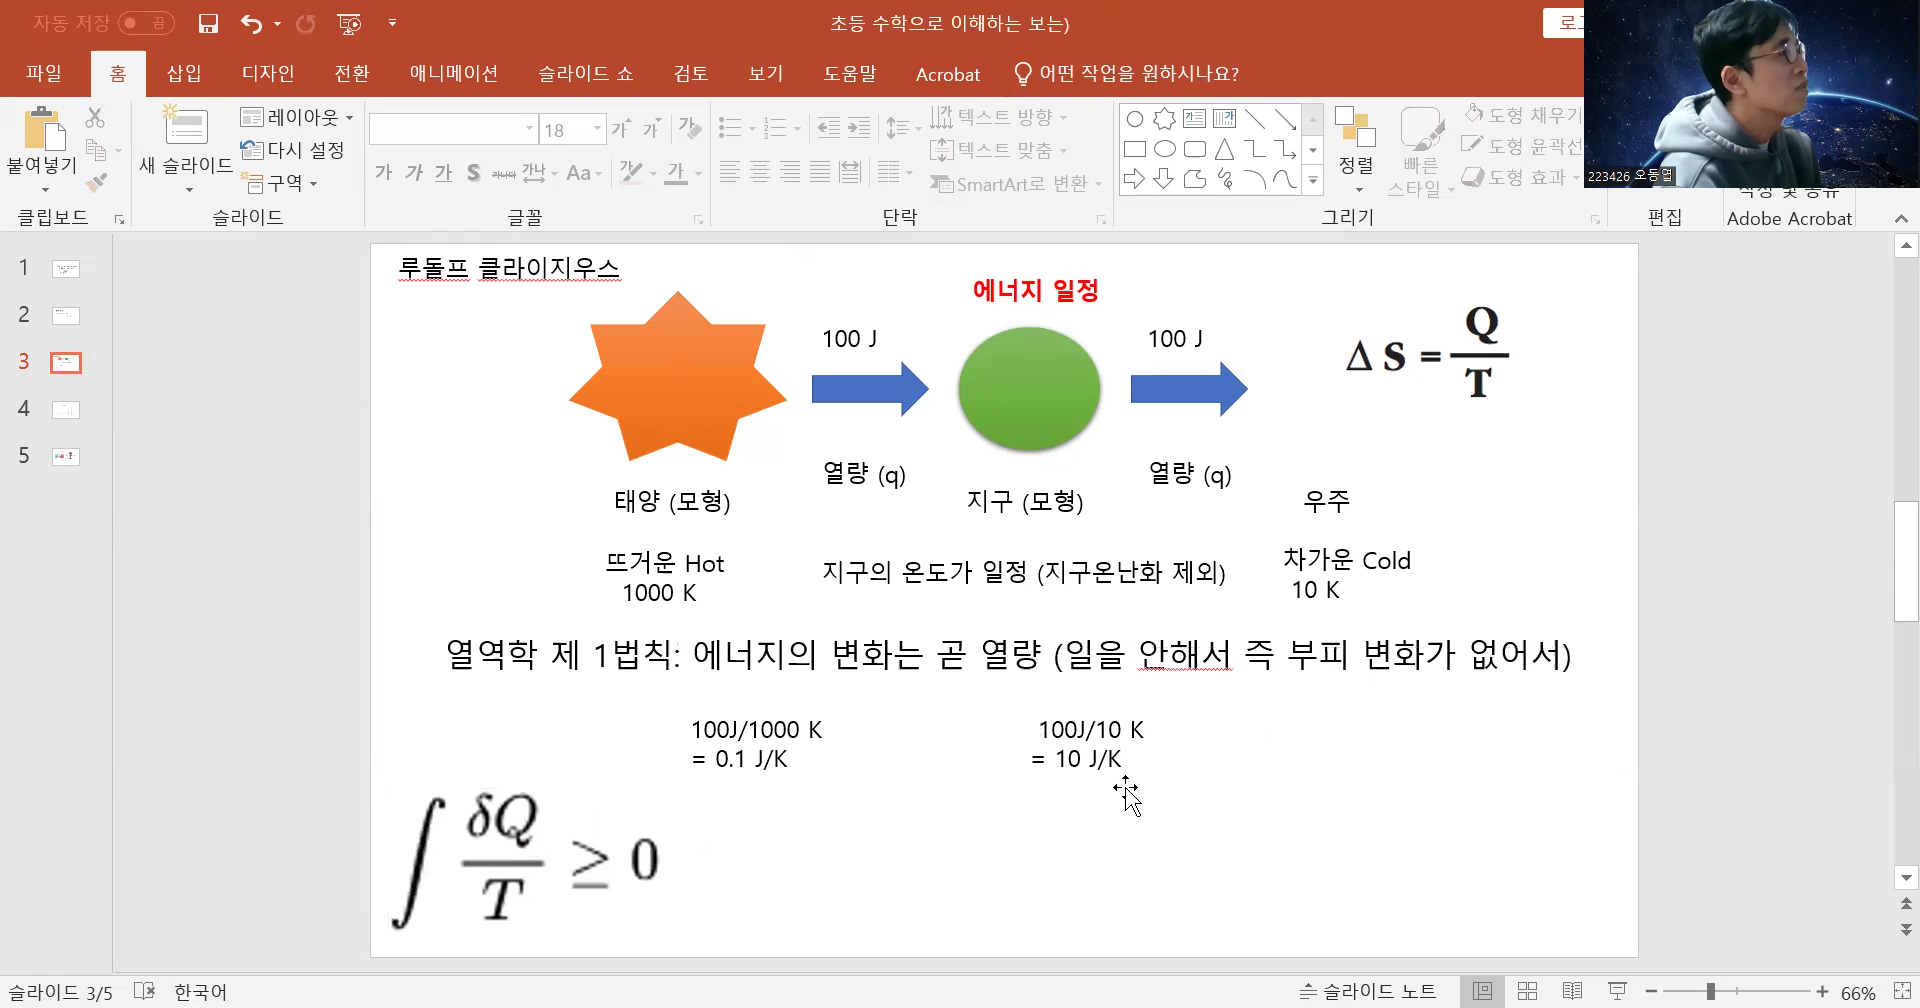 자동 저장 끔
초등 수학으로 이해하는 보는)
파일 홈 삽입 디자인 전환 애니메이션 슬라이드 쇼 검토 보기 도움말 Acrobat 어떤 작업을 원하시나요?
붙여넣기
클립보드
새 슬라이드
레이아웃
다시 설정
구역
슬라이드
18
가 가 가 S 가나다 간나 Aa 가
글꼴
텍스트 방향
텍스트 맞춤
SmartArt로 변환
단락
정렬
빠른
스타일
도형 채우기
도형 윤곽선
도형 효과
그리기
편집
Adobe Acrobat
223426 오동엽
1
2
3
4
5
루돌프 클라이지우스
에너지 일정
100 J
100 J
Δ S = Q
T
열량 (q)
열량 (q)
태양 (모형)
지구 (모형)
우주
뜨거운 Hot
1000 K
지구의 온도가 일정 (지구온난화 제외)
차가운 Cold
10 K
열역학 제 1법칙: 에너지의 변화는 곧 열량 (일을 안해서 즉 부피 변화가 없어서)
100J/1000 K
= 0.1 J/K
100J/10 K
= 10 J/K
∫ δQ
T ≥ 0
슬라이드 3/5 한국어
슬라이드 노트 66%